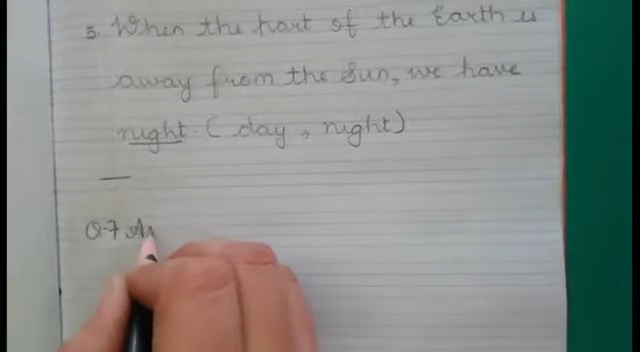 5. When the part of the Earth is
away from the Sun, we have
night. (day, night)
Q.7